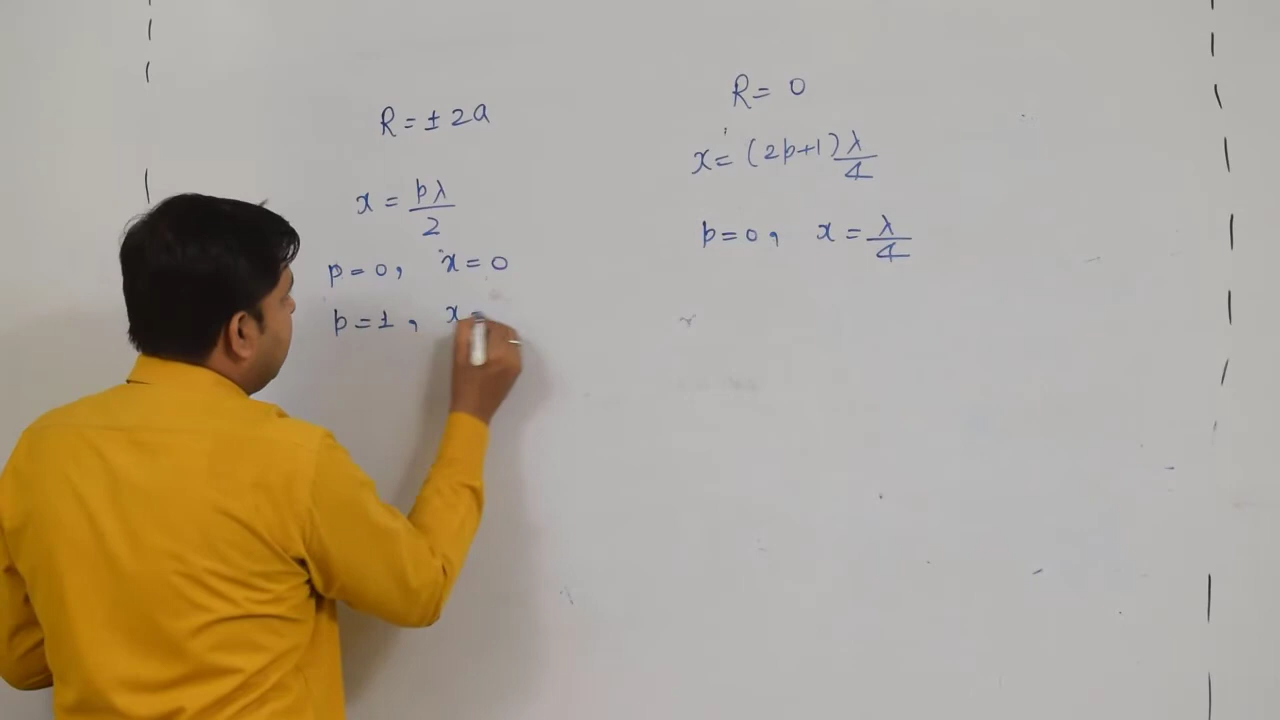 R = ± 2a
x = pλ/2
p = 0, x = 0
p = 1, x =
R = 0
x = (2p+1) λ/4
p = 0, x = λ/4